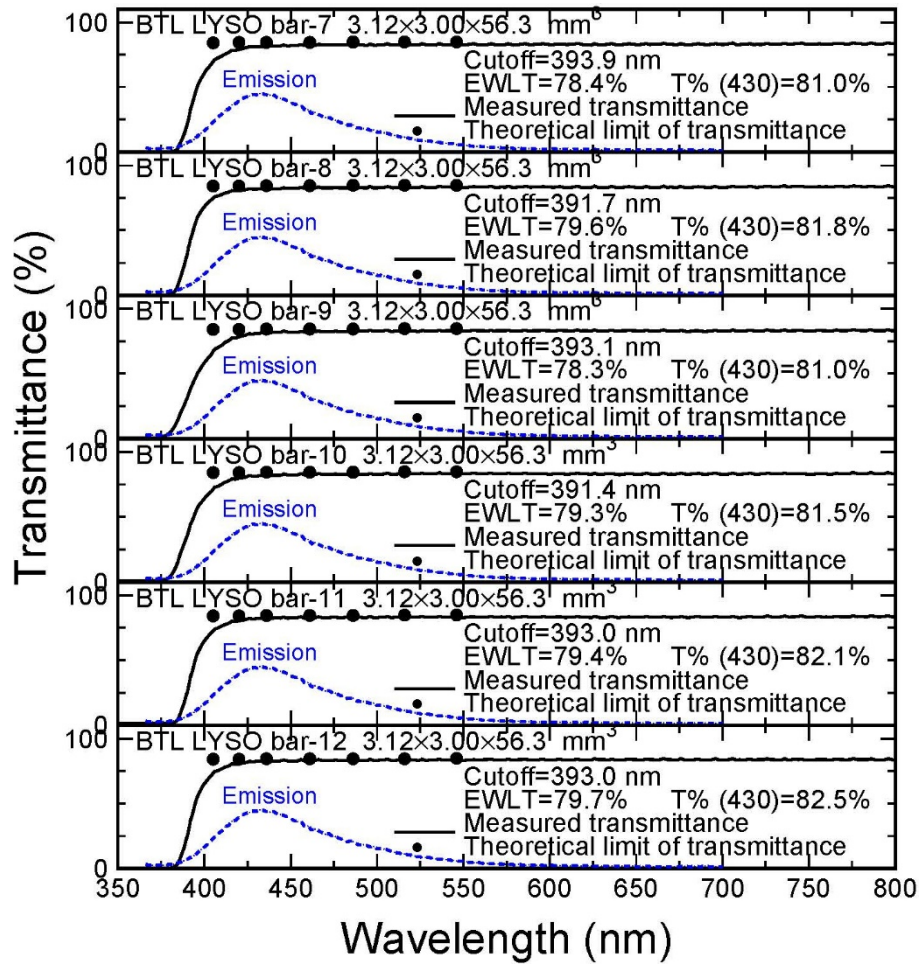 Transmittance (%)
100
BTL LYSO bar-7 3.12×3.00×56.3 mm³
Cutoff=393.9 nm
Emission
EWLT=78.4% T% (430)=81.0%
Measured transmittance
Theoretical limit of transmittance
0
BTL LYSO bar-8 3.12×3.00×56.3 mm³
100
Cutoff=391.7 nm
Emission
EWLT=79.6% T% (430)=81.8%
Measured transmittance
Theoretical limit of transmittance
0
BTL LYSO bar-9 3.12×3.00×56.3 mm³
100
Cutoff=393.1 nm
Emission
EWLT=78.3% T% (430)=81.0%
Measured transmittance
Theoretical limit of transmittance
0
BTL LYSO bar-10 3.12×3.00×56.3 mm³
100
Cutoff=391.4 nm
Emission
EWLT=79.3% T% (430)=81.5%
Measured transmittance
Theoretical limit of transmittance
0
BTL LYSO bar-11 3.12×3.00×56.3 mm³
100
Cutoff=393.0 nm
Emission
EWLT=79.4% T% (430)=82.1%
Measured transmittance
Theoretical limit of transmittance
0
BTL LYSO bar-12 3.12×3.00×56.3 mm³
100
Cutoff=393.0 nm
Emission
EWLT=79.7% T% (430)=82.5%
Measured transmittance
Theoretical limit of transmittance
0
350 400 450 500 550 600 650 700 750 800
Wavelength (nm)